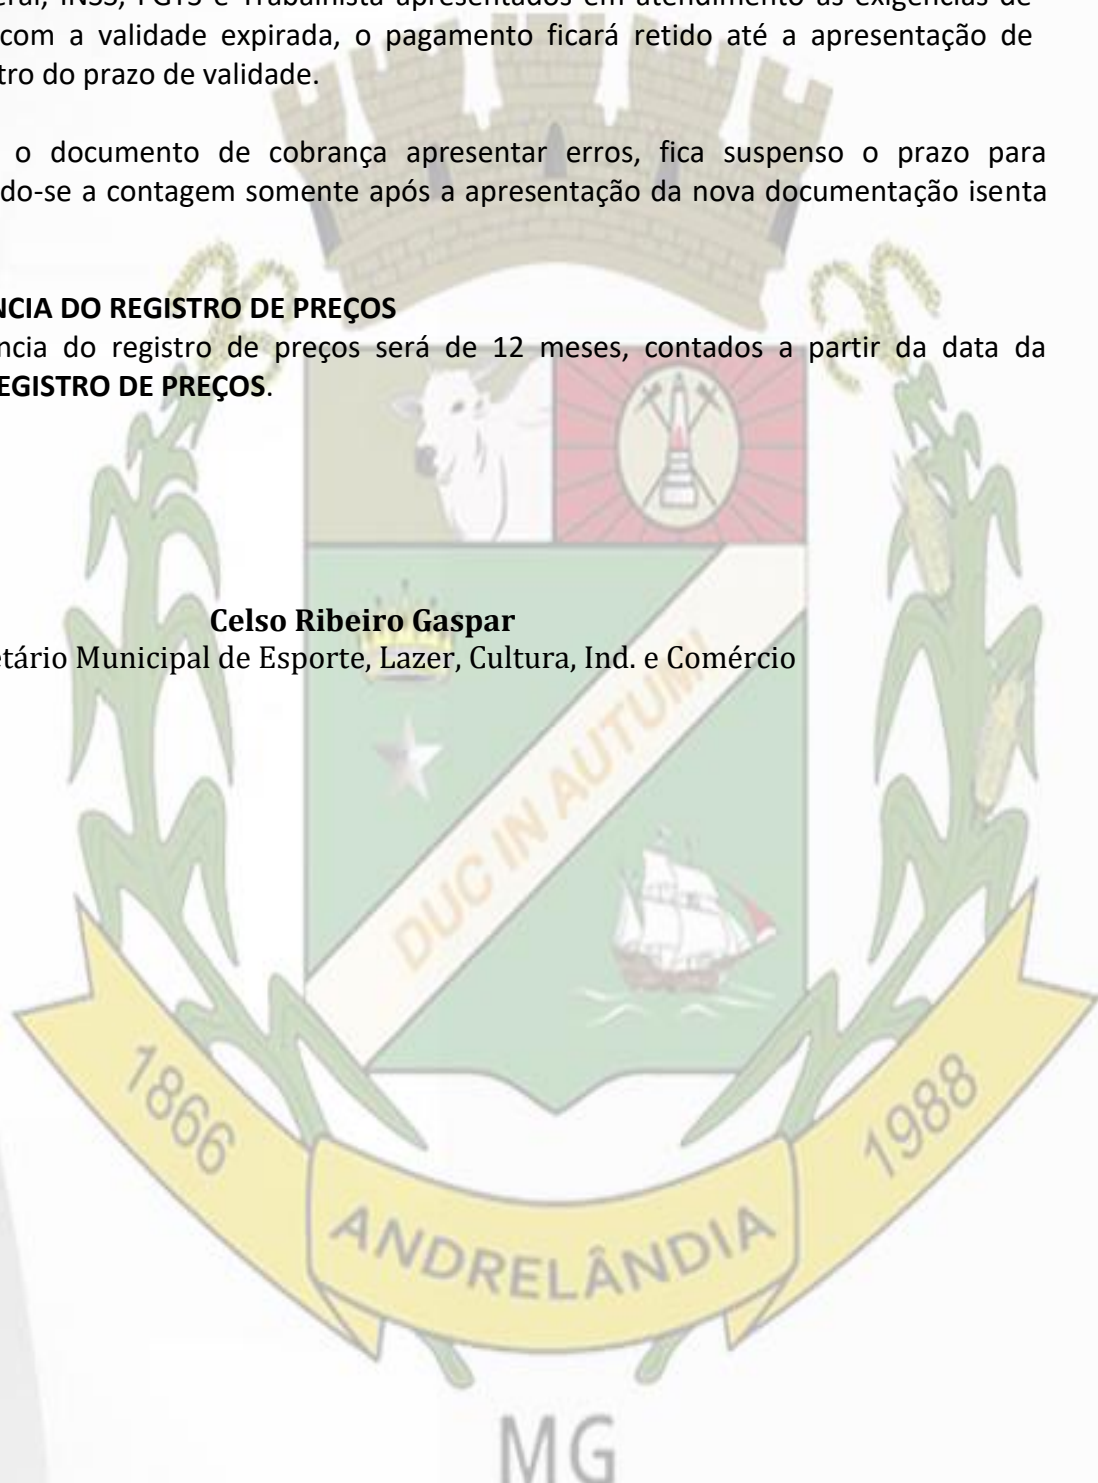 eral, INSS, FGTS e Trabalhista apresentados em atendimento às exigências de
com a validade expirada, o pagamento ficará retido até a apresentação de
tro do prazo de validade.
o documento de cobrança apresentar erros, fica suspenso o prazo para
do-se a contagem somente após a apresentação da nova documentação isenta
NCIA DO REGISTRO DE PREÇOS
ncia do registro de preços será de 12 meses, contados a partir da data da
EGISTRO DE PREÇOS.
Celso Ribeiro Gaspar
etário Municipal de Esporte, Lazer, Cultura, Ind. e Comércio
DUC IN AUTUM!
1866
ANDRELÂNDIA
1988
MG